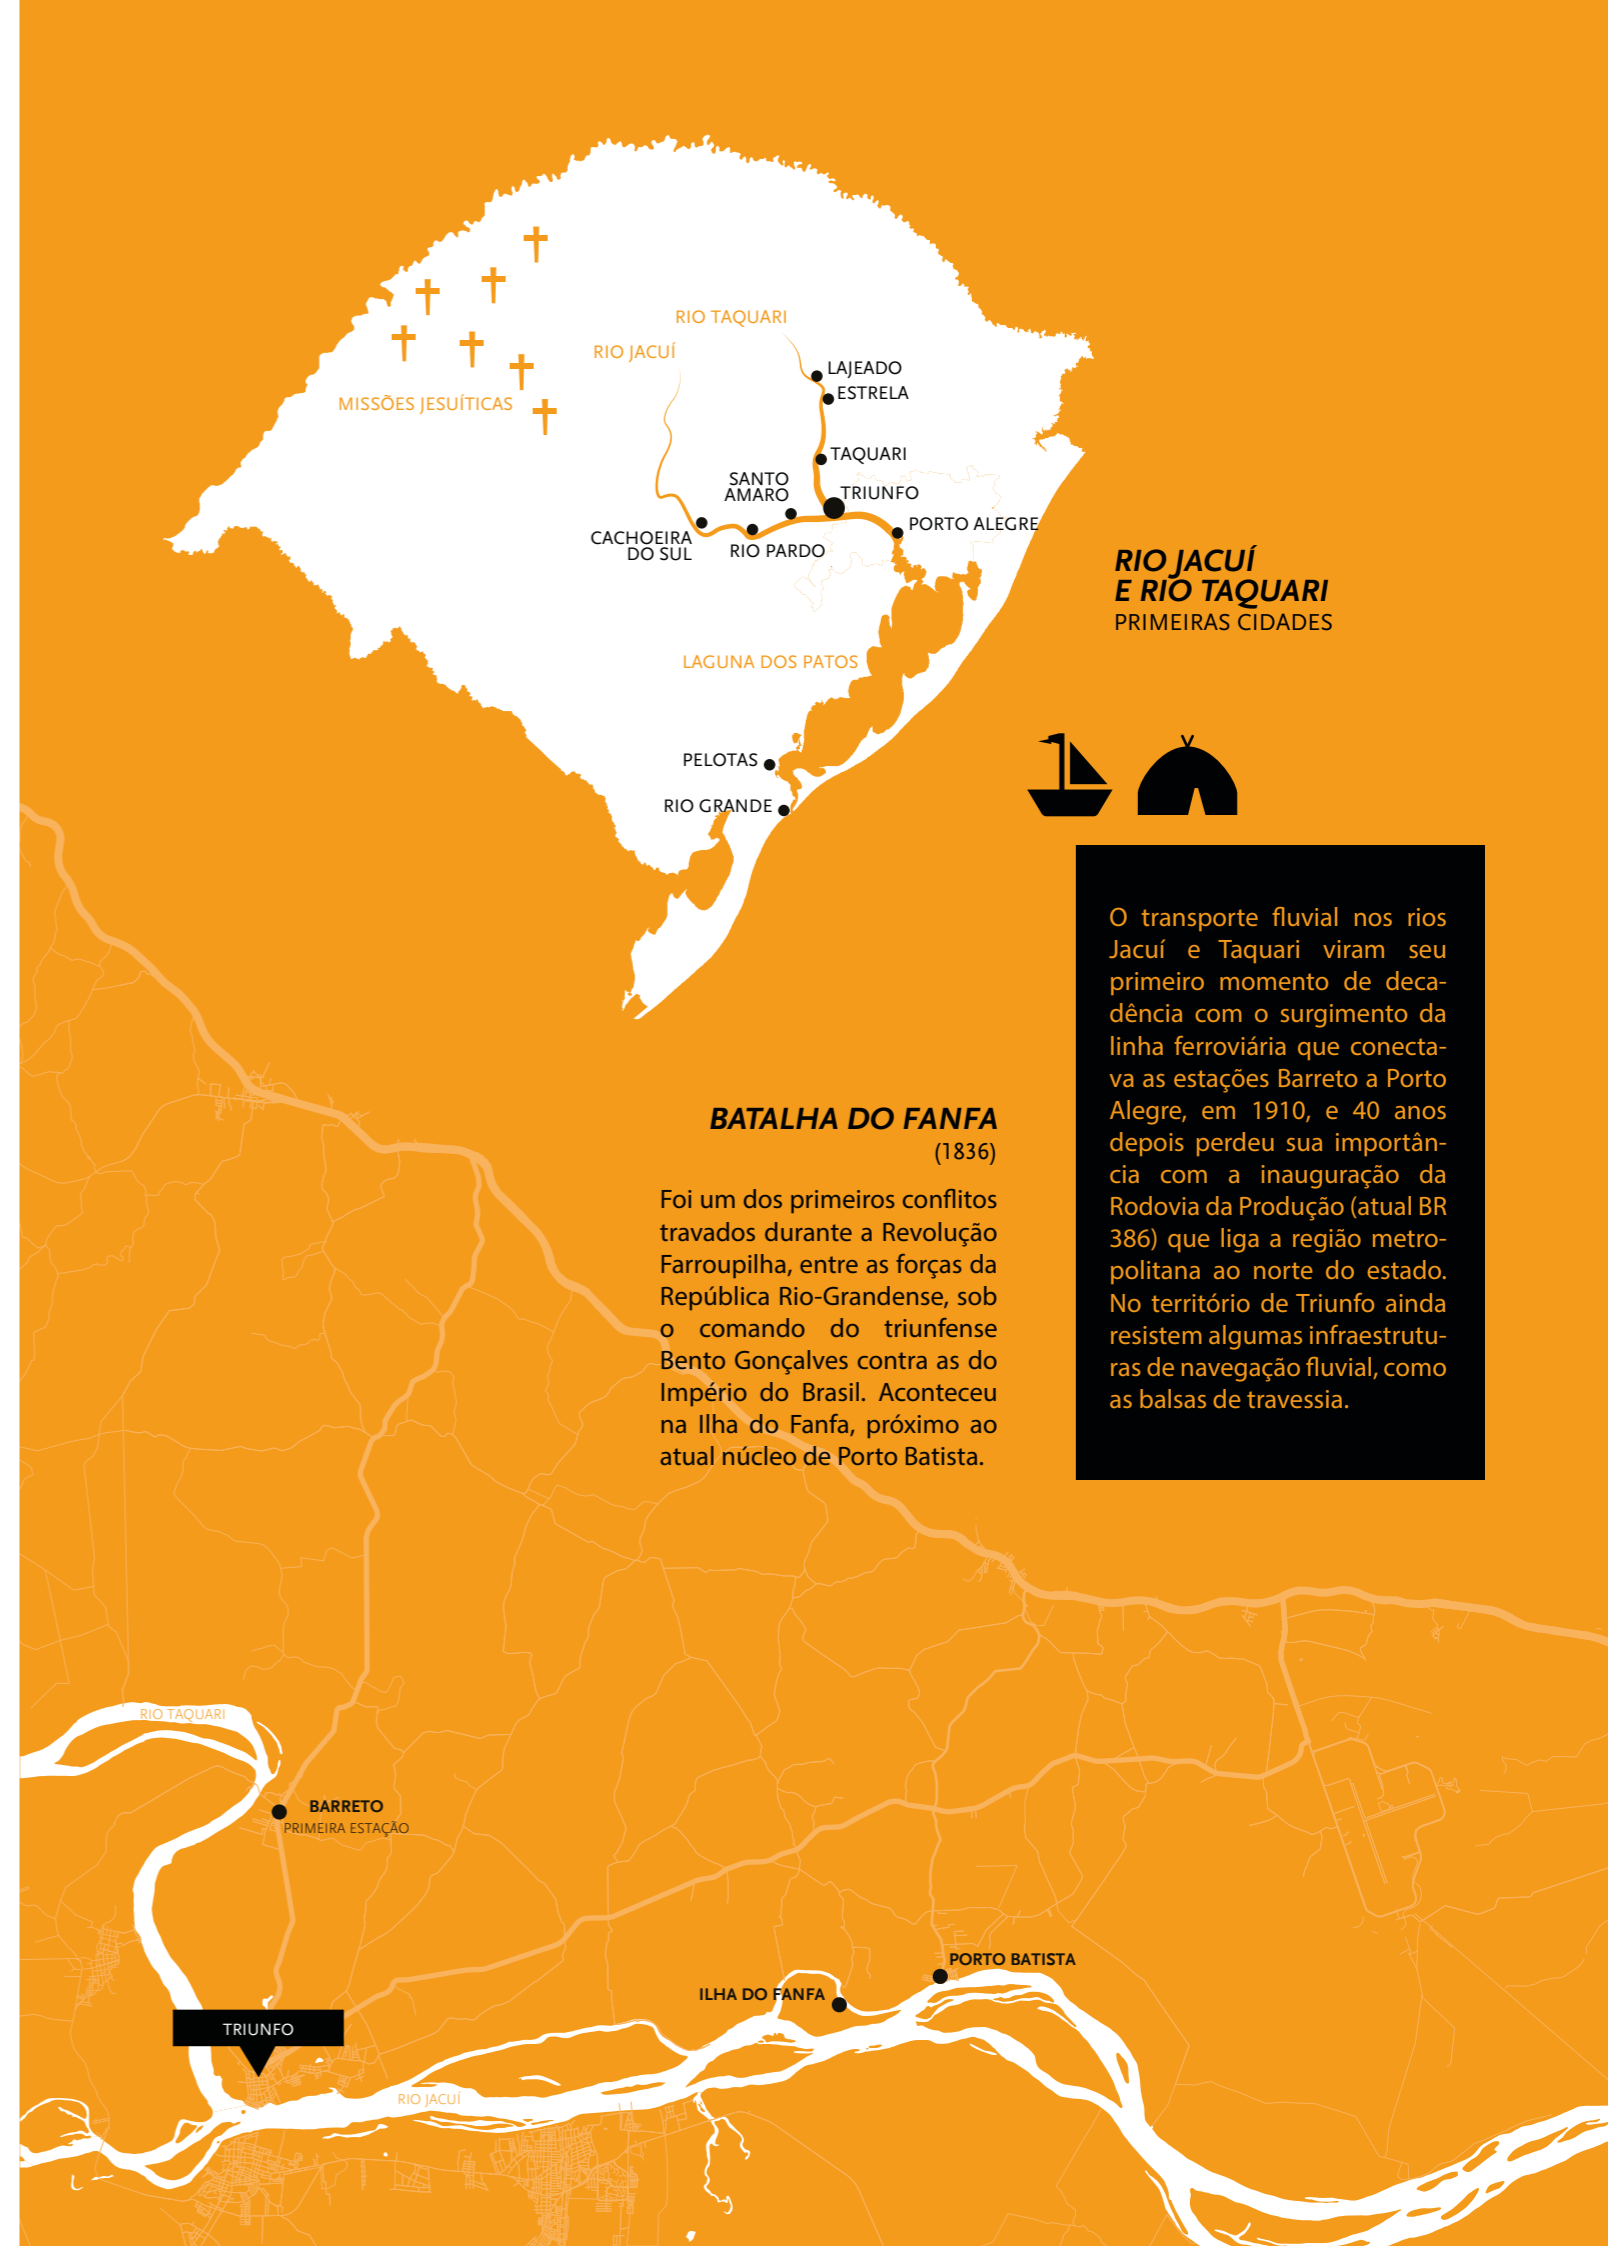 RIO TAQUARI
RIO JACUÍ
LAJEADO
ESTRELA
MISSÕES JESUÍTICAS
TAQUARI
SANTO
AMARO
TRIUNFO
PORTO ALEGRE
CACHOEIRA
DO SUL
RIO PARDO
RIO JACUÍ
E RIO TAQUARI
PRIMEIRAS CIDADES
LAGUNA DOS PATOS
PELOTAS
RIO GRANDE
O transporte fluvial nos rios
Jacuí e Taquari viram seu
primeiro momento de deca-
dência com o surgimento da
linha ferroviária que conecta-
va as estações Barreto a Porto
Alegre, em 1910, e 40 anos
depois perdeu sua importân-
cia com a inauguração da
Rodovia da Produção (atual BR
386) que liga a região metro-
politana ao norte do estado.
No território de Triunfo ainda
resistem algumas infraestrutu-
ras de navegação fluvial, como
as balsas de travessia.
BATALHA DO FANFA
(1836)
Foi um dos primeiros conflitos
travados durante a Revolução
Farroupilha, entre as forças da
República Rio-Grandense, sob
o comando do triunfense
Bento Gonçalves contra as do
Império do Brasil. Aconteceu
na Ilha do Fanfa, próximo ao
atual núcleo de Porto Batista.
RIO TAQUARI
BARRETO
PRIMEIRA ESTAÇÃO
PORTO BATISTA
ILHA DO FANFA
TRIUNFO
RIO JACUÍ